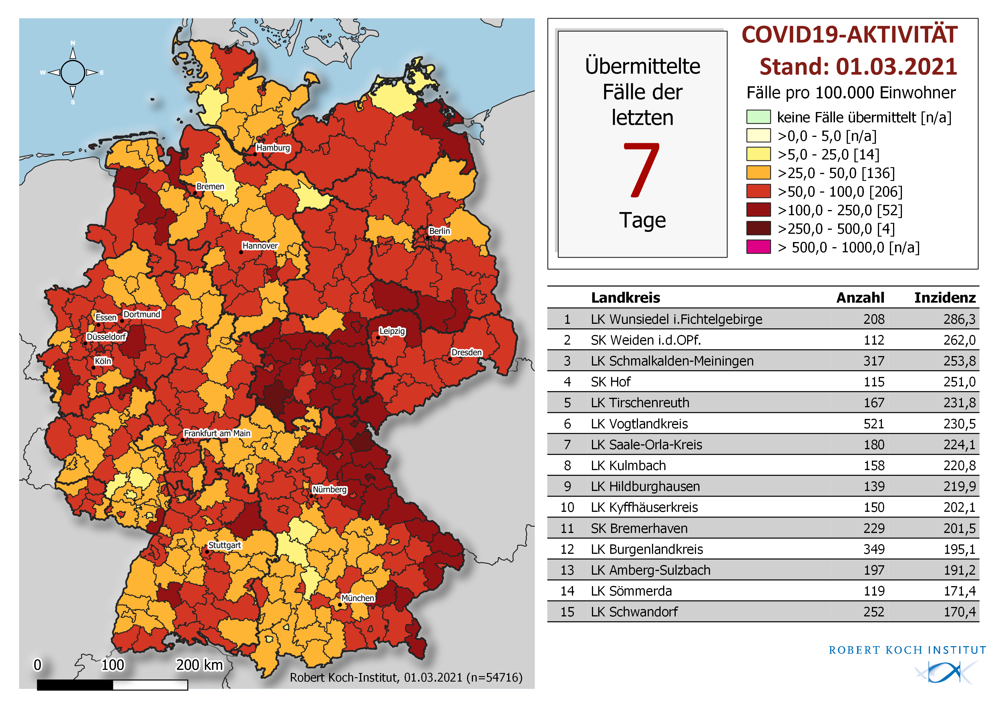 N
W
E
S
Hamburg
Bremen
Berlin
Hannover
Essen
Dortmund
Düsseldorf
Leipzig
Köln
Dresden
Frankfurt am Main
Nürnberg
Stuttgart
München
0 100 200 km
Robert Koch-Institut, 01.03.2021 (n=54716)
Übermittelte
Fälle der
letzten
7
Tage
COVID19-AKTIVITÄT
Stand: 01.03.2021
Fälle pro 100.000 Einwohner
keine Fälle übermittelt [n/a]
>0,0 - 5,0 [n/a]
>5,0 - 25,0 [14]
>25,0 - 50,0 [136]
>50,0 - 100,0 [206]
>100,0 - 250,0 [52]
>250,0 - 500,0 [4]
> 500,0 - 1000,0 [n/a]
Landkreis Anzahl Inzidenz
1 LK Wunsiedel i.Fichtelgebirge 208 286,3
2 SK Weiden i.d.OPf. 112 262,0
3 LK Schmalkalden-Meiningen 317 253,8
4 SK Hof 115 251,0
5 LK Tirschenreuth 167 231,8
6 LK Vogtlandkreis 521 230,5
7 LK Saale-Orla-Kreis 180 224,1
8 LK Kulmbach 158 220,8
9 LK Hildburghausen 139 219,9
10 LK Kyffhäuserkreis 150 202,1
11 SK Bremerhaven 229 201,5
12 LK Burgenlandkreis 349 195,1
13 LK Amberg-Sulzbach 197 191,2
14 LK Sömmerda 119 171,4
15 LK Schwandorf 252 170,4
ROBERT KOCH INSTITUT